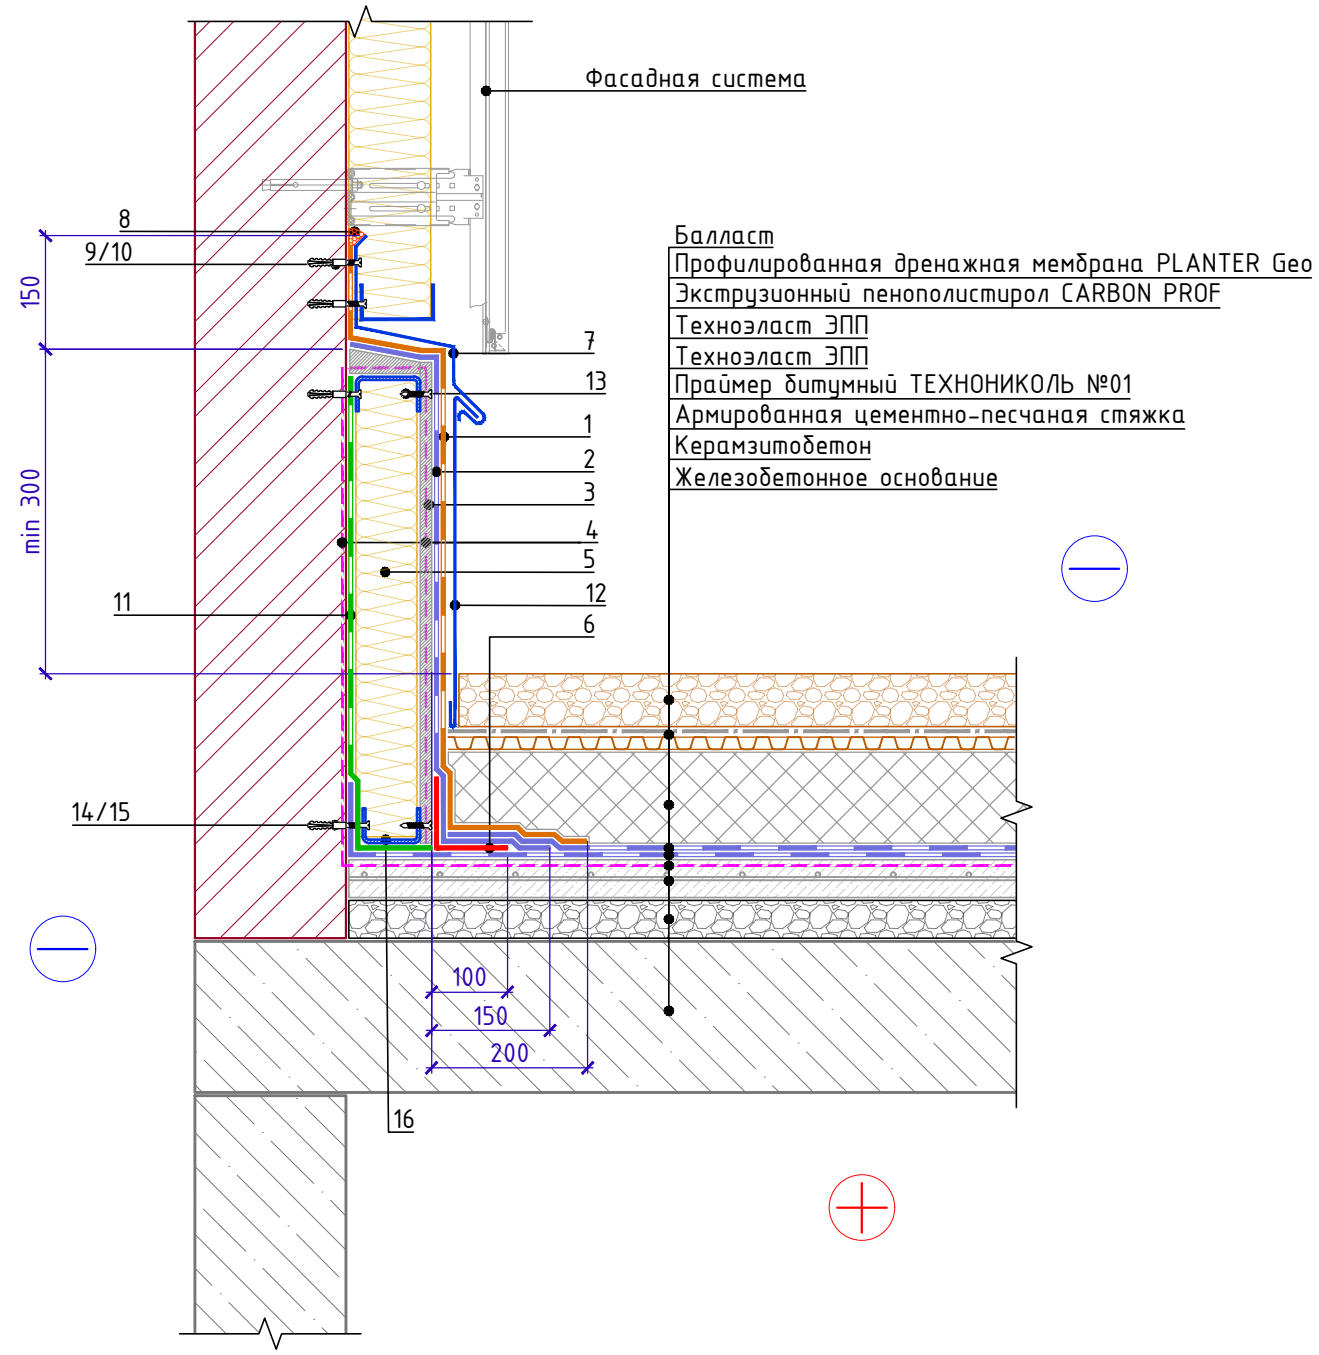 Фасадная система
8
9/10
150
min 300
7
13
1
2
3
4
5
12
6
11
14/15
16
Балласт
Профилированная дренажная мембрана PLANTER Geo
Экструзионный пенополистирол CARBON PROF
Техноэласт ЭПП
Техноэласт ЭПП
Праймер битумный ТЕХНОНИКОЛЬ №01
Армированная цементно-песчаная стяжка
Керамзитобетон
Железобетонное основание
100
150
200